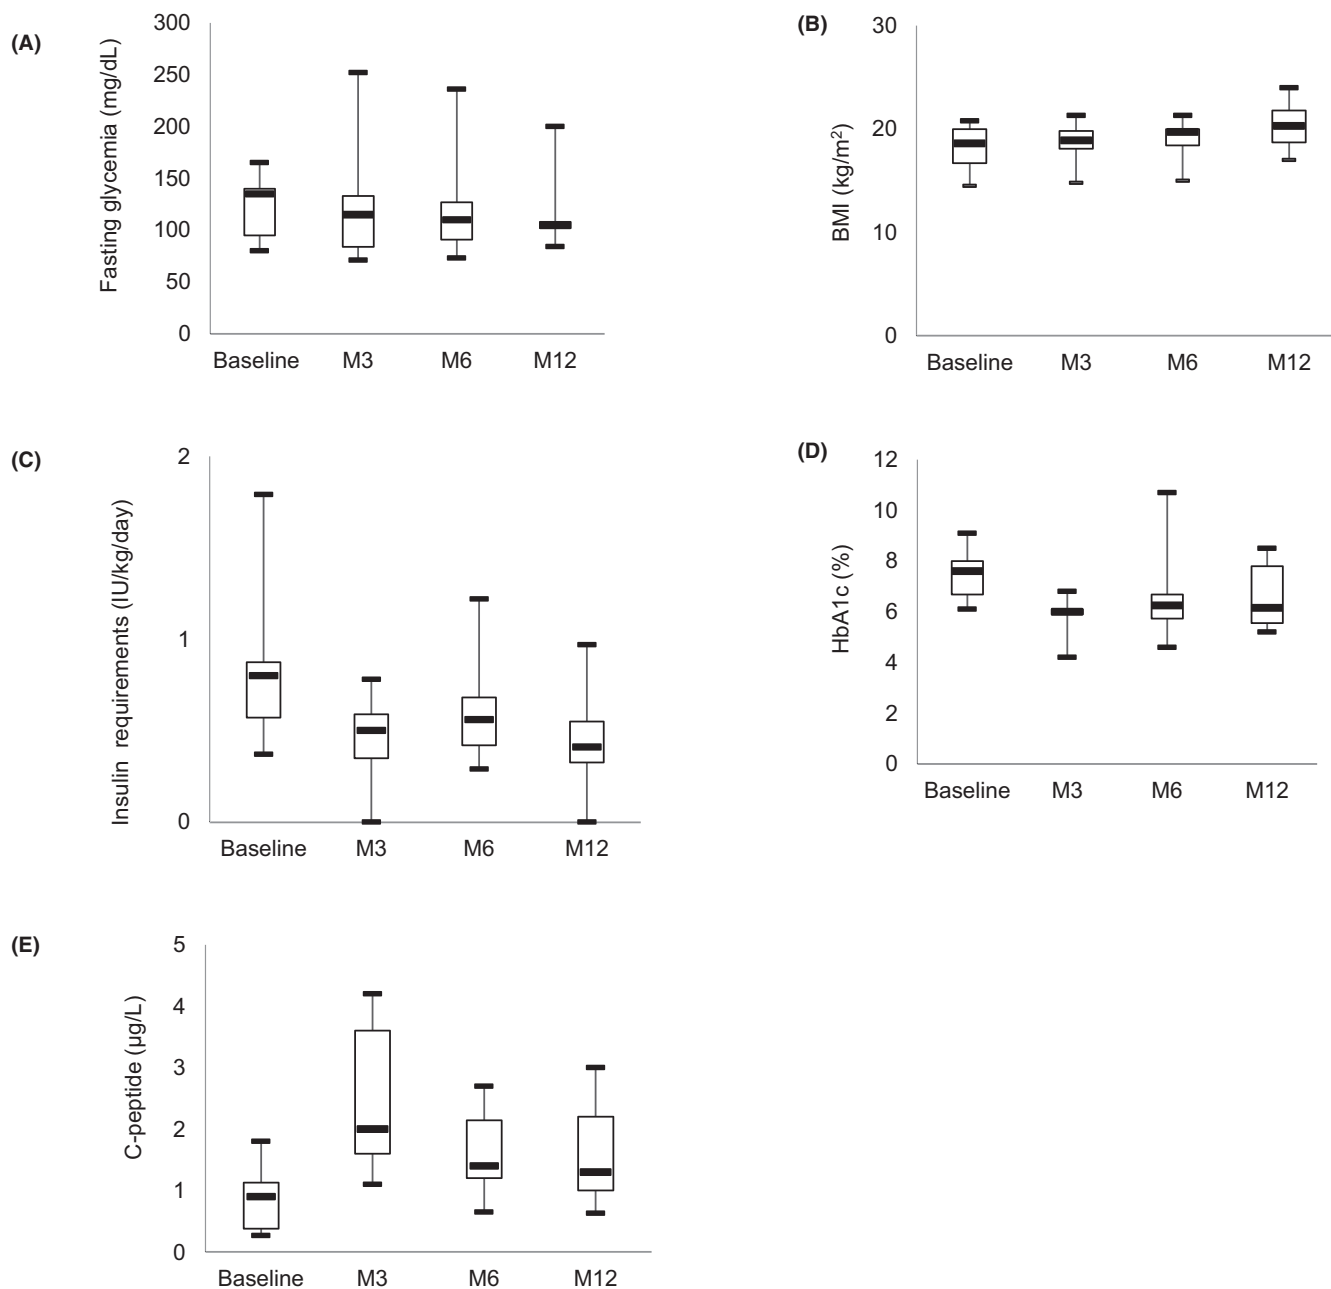 (A)
Fasting glycemia (mg/dL)
300
250
200
150
100
50
0
Baseline M3 M6 M12
(B)
BMI (kg/m²)
30
20
10
0
Baseline M3 M6 M12
(C)
Insulin requirements (IU/kg/day)
2
1
0
Baseline M3 M6 M12
(D)
HbA1c (%)
12
10
8
6
4
2
0
Baseline M3 M6 M12
(E)
C-peptide (µg/L)
5
4
3
2
1
0
Baseline M3 M6 M12